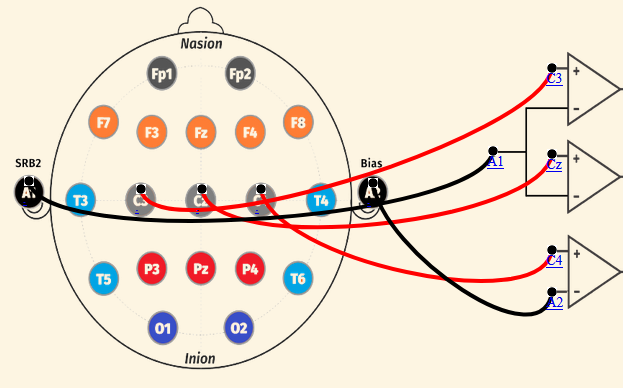 Nasion
Fp1 Fp2
F7 F3 Fz F4 F8
C3
+
-
SRB2 Bias
A1
Cz
+
-
T3 T4
T5 P3 Pz P4 T6
C4
+
A2
-
O1 O2
Inion